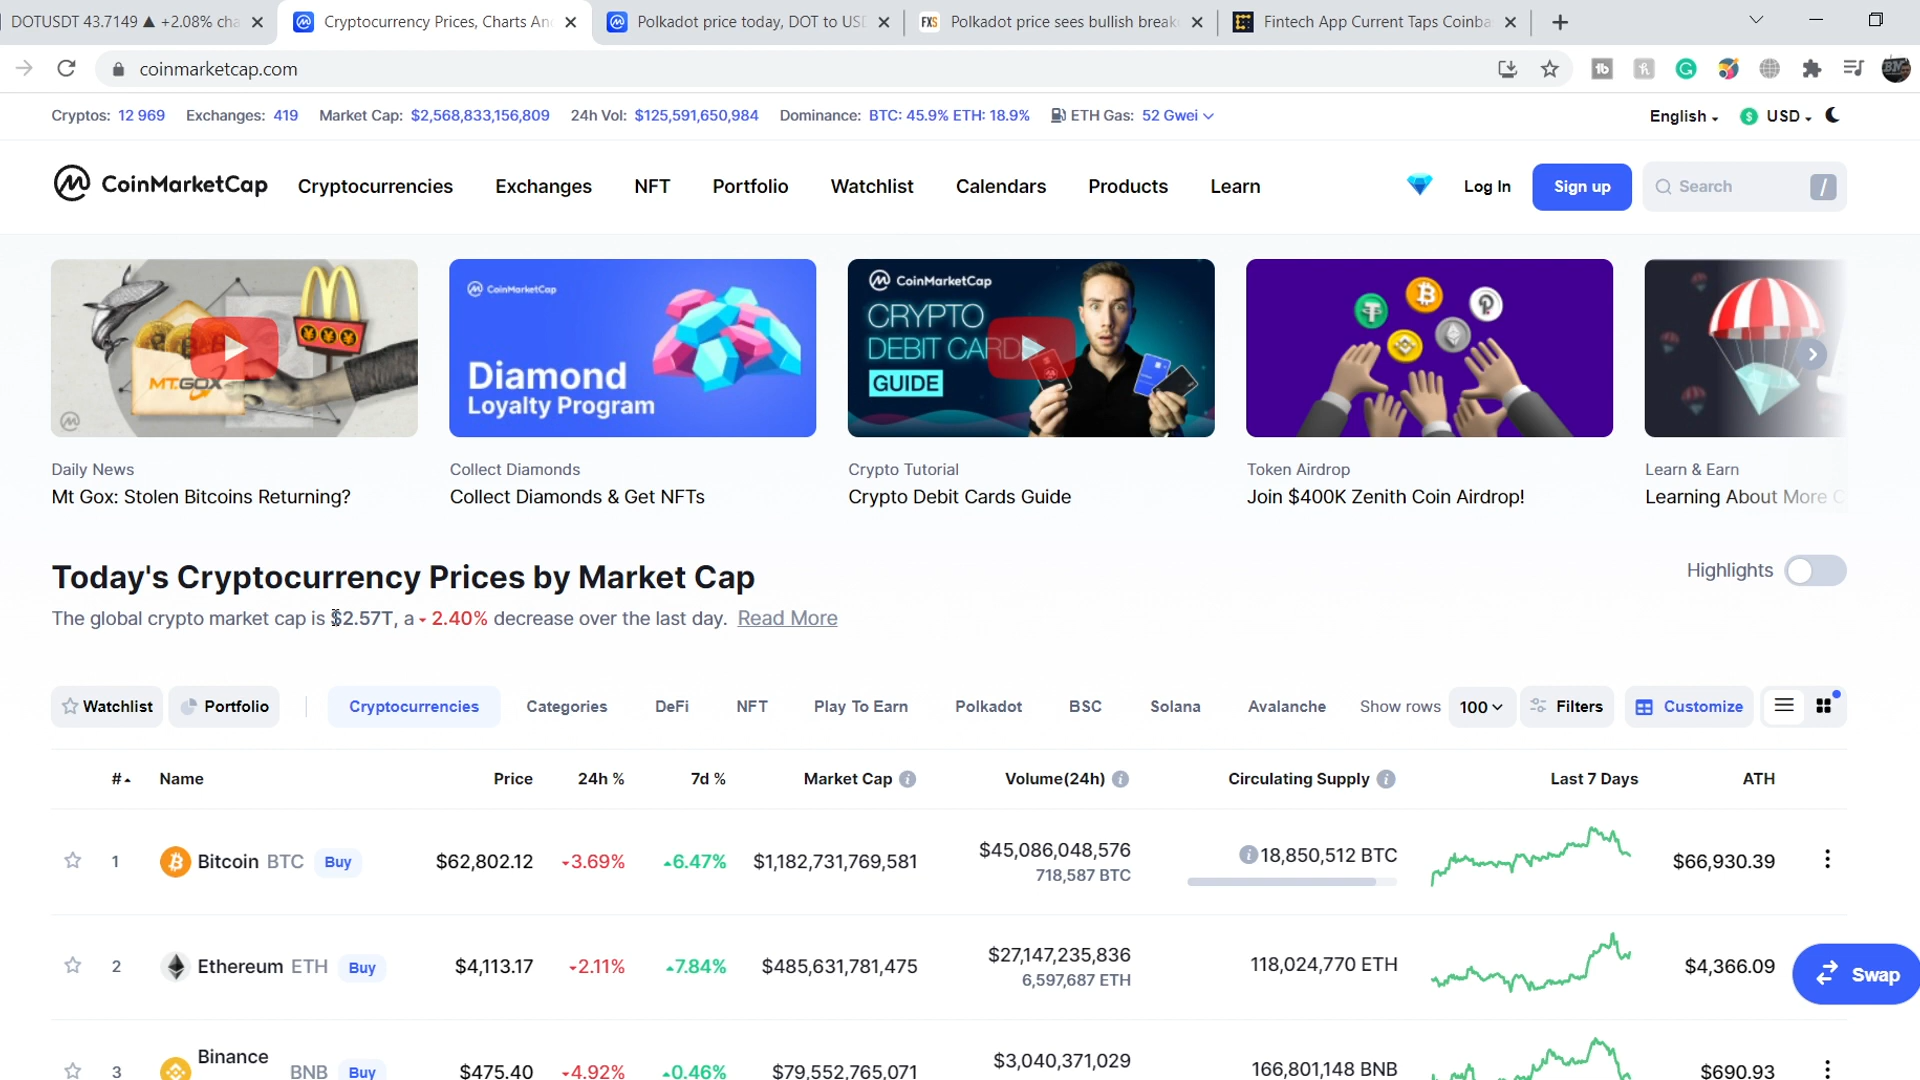 DOTUSDT 43.7149 ▲ +2.08% cha
Cryptocurrency Prices, Charts An
Polkadot price today, DOT to USD
FXS Polkadot price sees bullish break
Fintech App Current Taps Coinba
coinmarketcap.com
Cryptos: 12 969 Exchanges: 419 Market Cap: $2,568,833,156,809 24h Vol: $125,591,650,984 Dominance: BTC: 45.9% ETH: 18.9% ETH Gas: 52 Gwei
English USD
CoinMarketCap Cryptocurrencies Exchanges NFT Portfolio Watchlist Calendars Products Learn Log In Sign up Search /
MT.GOX
CoinMarketCap
Diamond
Loyalty Program
CoinMarketCap
CRYPTO
DEBIT CARD
GUIDE
Daily News
Mt Gox: Stolen Bitcoins Returning?
Collect Diamonds
Collect Diamonds & Get NFTs
Crypto Tutorial
Crypto Debit Cards Guide
Token Airdrop
Join $400K Zenith Coin Airdrop!
Learn & Earn
Learning About More C
Today's Cryptocurrency Prices by Market Cap
Highlights
The global crypto market cap is $2.57T, a 2.40% decrease over the last day. Read More
Watchlist Portfolio Cryptocurrencies Categories DeFi NFT Play To Earn Polkadot BSC Solana Avalanche Show rows 100 Filters Customize
# Name Price 24h % 7d % Market Cap Volume(24h) Circulating Supply Last 7 Days ATH
1 Bitcoin BTC Buy $62,802.12 3.69% 6.47% $1,182,731,769,581 $45,086,048,576 18,850,512 BTC $66,930.39
718,587 BTC
2 Ethereum ETH Buy $4,113.17 2.11% 7.84% $485,631,781,475 $27,147,235,836 118,024,770 ETH $4,366.09
6,597,687 ETH
Swap
3 Binance BNB Buy $475.40 4.92% 0.46% $79,552,765,071 $3,040,371,029 166,801,148 BNB $690.93